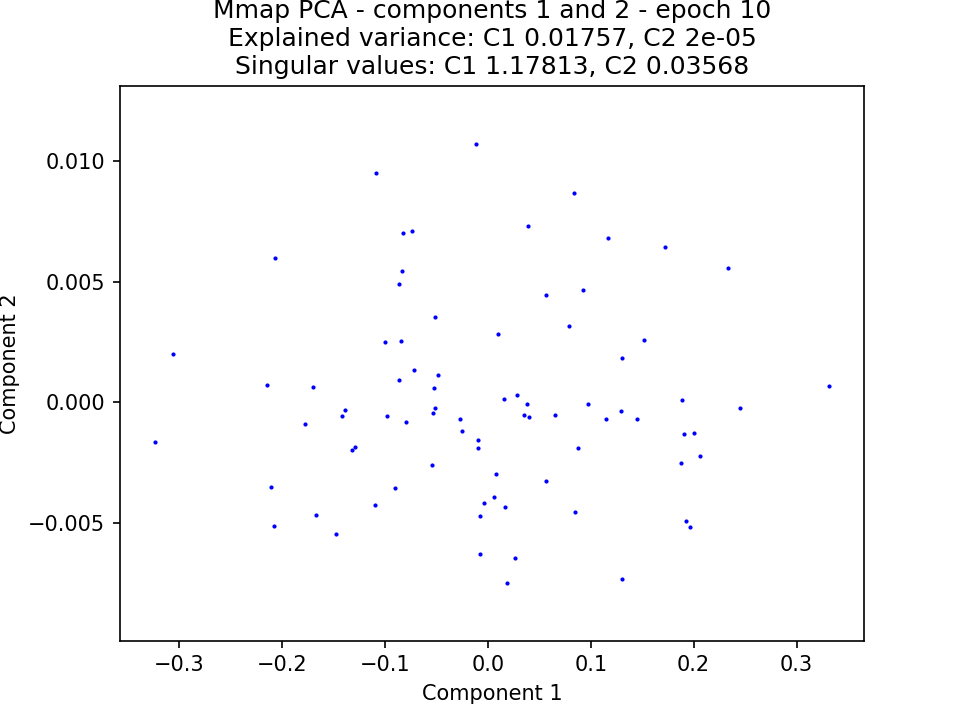 Mmap PCA - components 1 and 2 - epoch 10
Explained variance: C1 0.01757, C2 2e-05
Singular values: C1 1.17813, C2 0.03568
0.010
0.005
0.000
−0.005
Component 2
−0.3
−0.2
−0.1
0.0
0.1
0.2
0.3
Component 1